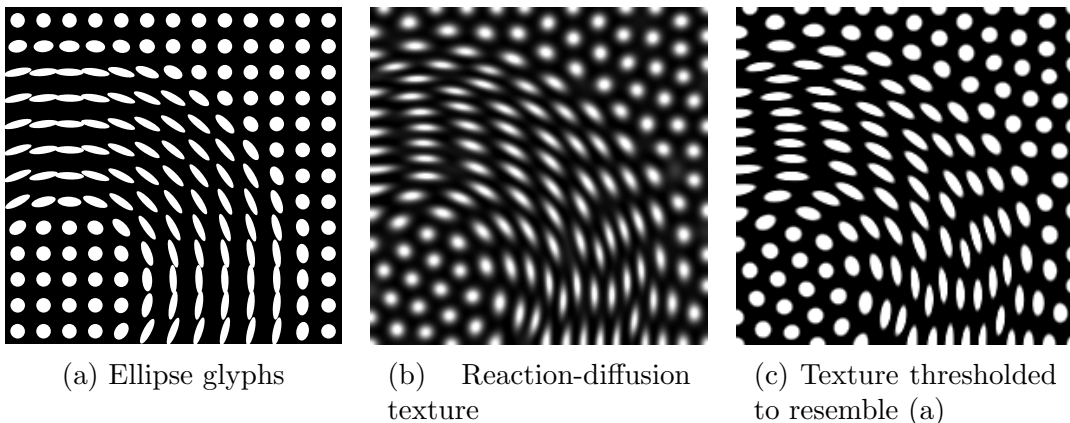 (a) Ellipse glyphs
(b) Reaction-diffusion
texture
(c) Texture thresholded
to resemble (a)